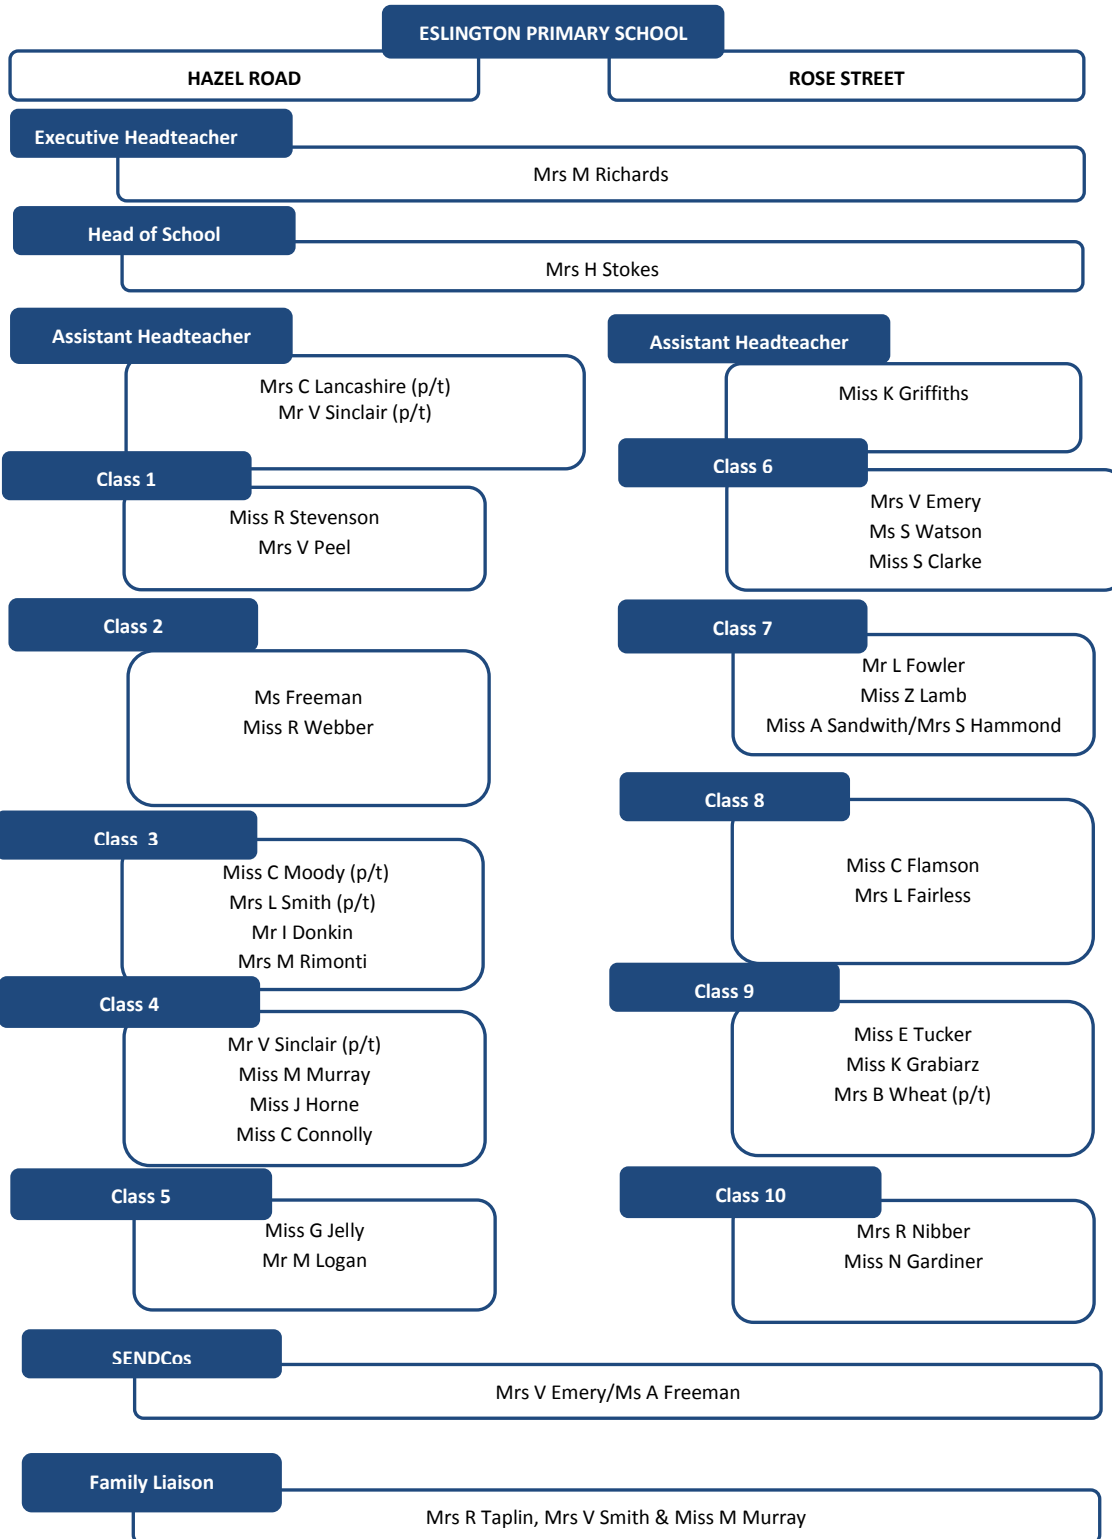 ESLINGTON PRIMARY SCHOOL
HAZEL ROAD
ROSE STREET
Executive Headteacher
Mrs M Richards
Head of School
Mrs H Stokes
Assistant Headteacher
Mrs C Lancashire (p/t)
Mr V Sinclair (p/t)
Class 1
Miss R Stevenson
Mrs V Peel
Class 2
Ms Freeman
Miss R Webber
Class 3
Miss C Moody (p/t)
Mrs L Smith (p/t)
Mr I Donkin
Mrs M Rimonti
Class 4
Mr V Sinclair (p/t)
Miss M Murray
Miss J Horne
Miss C Connolly
Class 5
Miss G Jelly
Mr M Logan
Assistant Headteacher
Miss K Griffiths
Class 6
Mrs V Emery
Ms S Watson
Miss S Clarke
Class 7
Mr L Fowler
Miss Z Lamb
Miss A Sandwith/Mrs S Hammond
Class 8
Miss C Flamson
Mrs L Fairless
Class 9
Miss E Tucker
Miss K Grabiarz
Mrs B Wheat (p/t)
Class 10
Mrs R Nibber
Miss N Gardiner
SENDCos
Mrs V Emery/Ms A Freeman
Family Liaison
Mrs R Taplin, Mrs V Smith & Miss M Murray